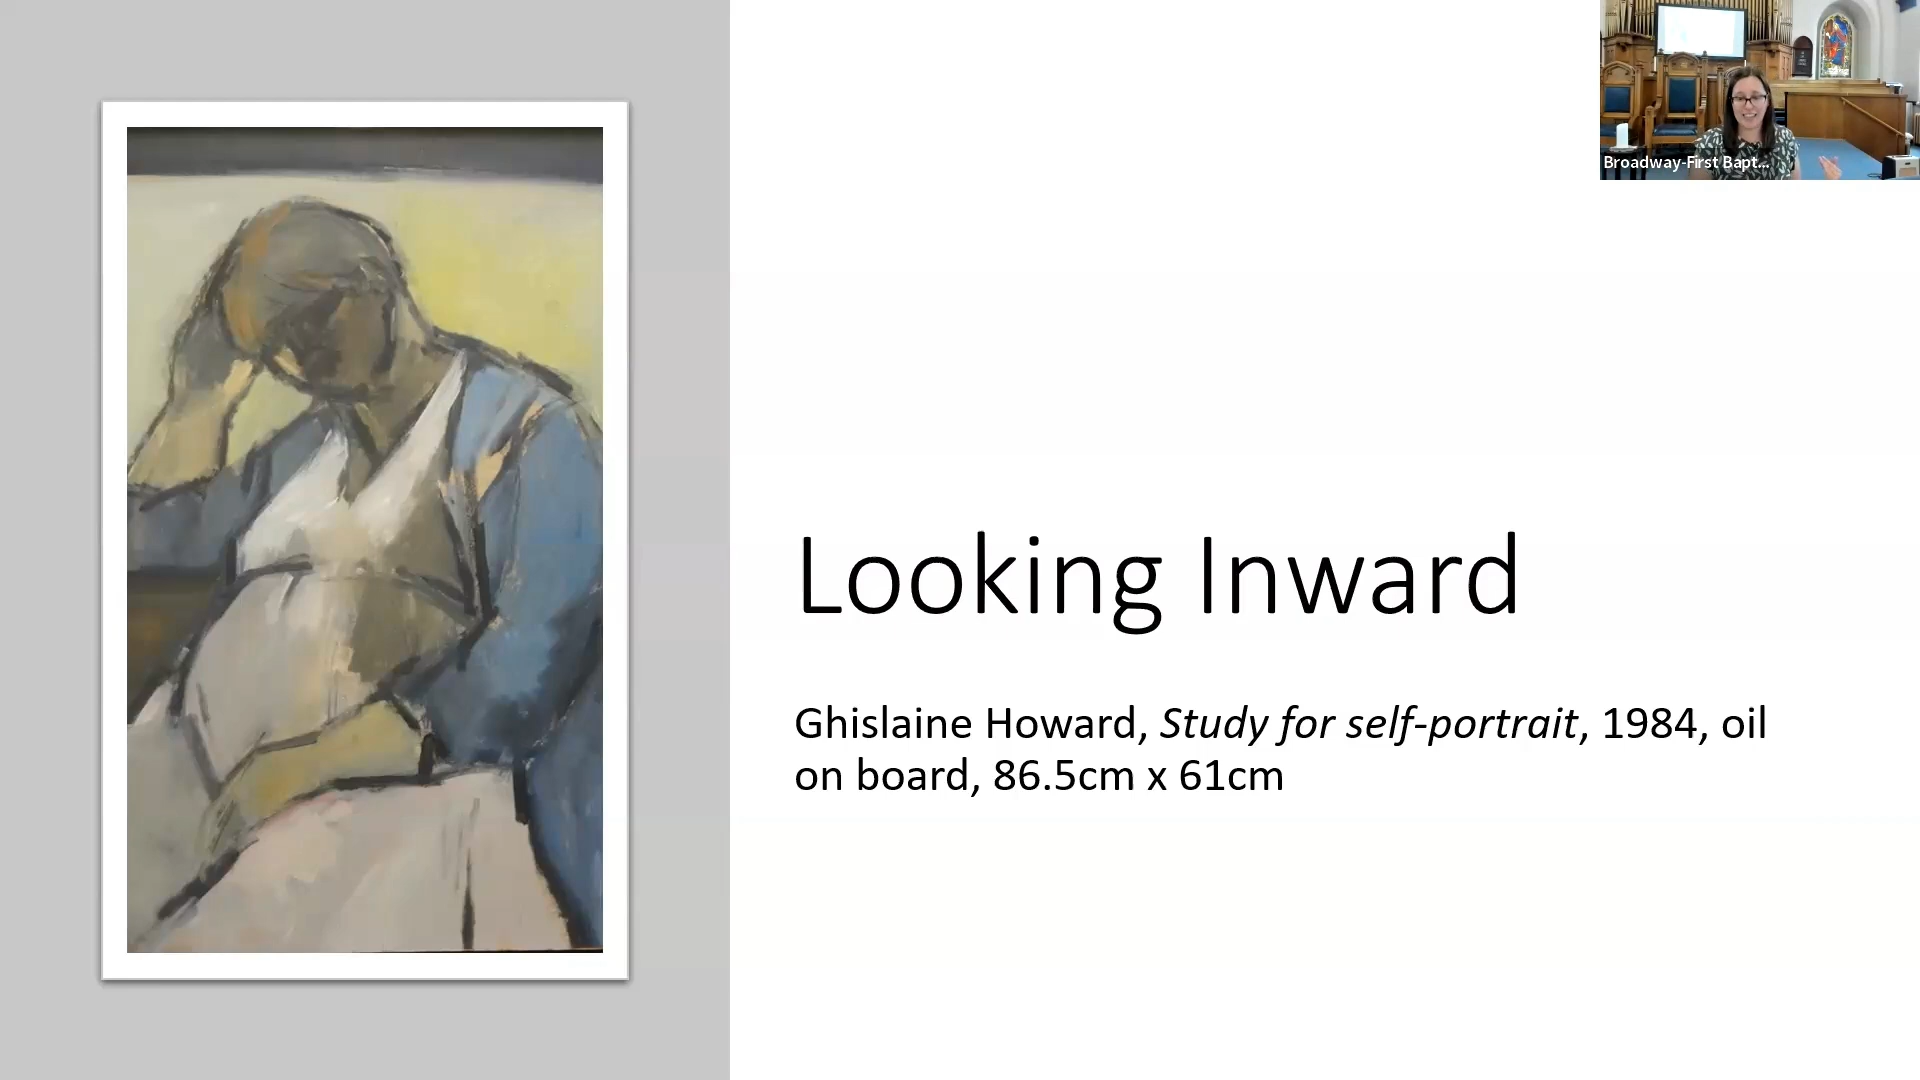 Broadway-First Bapt...
Looking Inward
Ghislaine Howard, Study for self-portrait, 1984, oil
on board, 86.5cm x 61cm